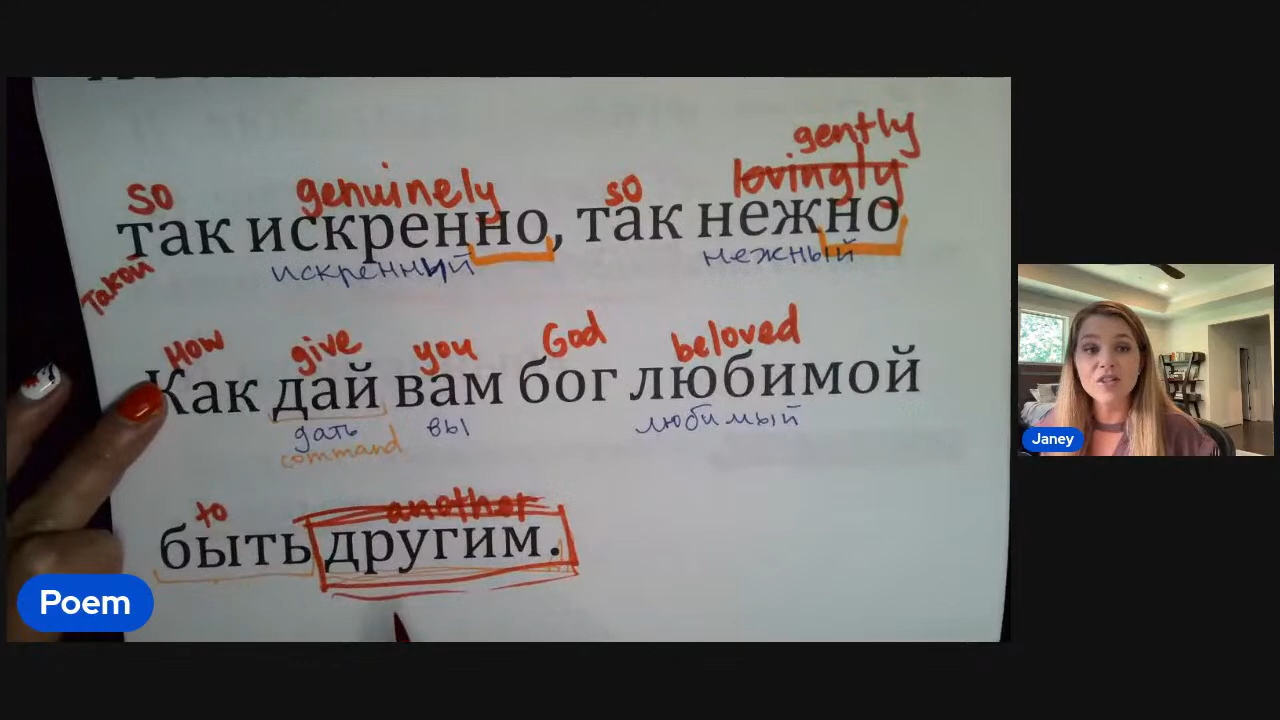 gently
so genuinely so lovingly
так искренно, так нежно
Такой искренный нежный
How give you God beloved
Как дай вам бог любимой
дать вы любимый
command
to another
быть другим.
Poem
Janey